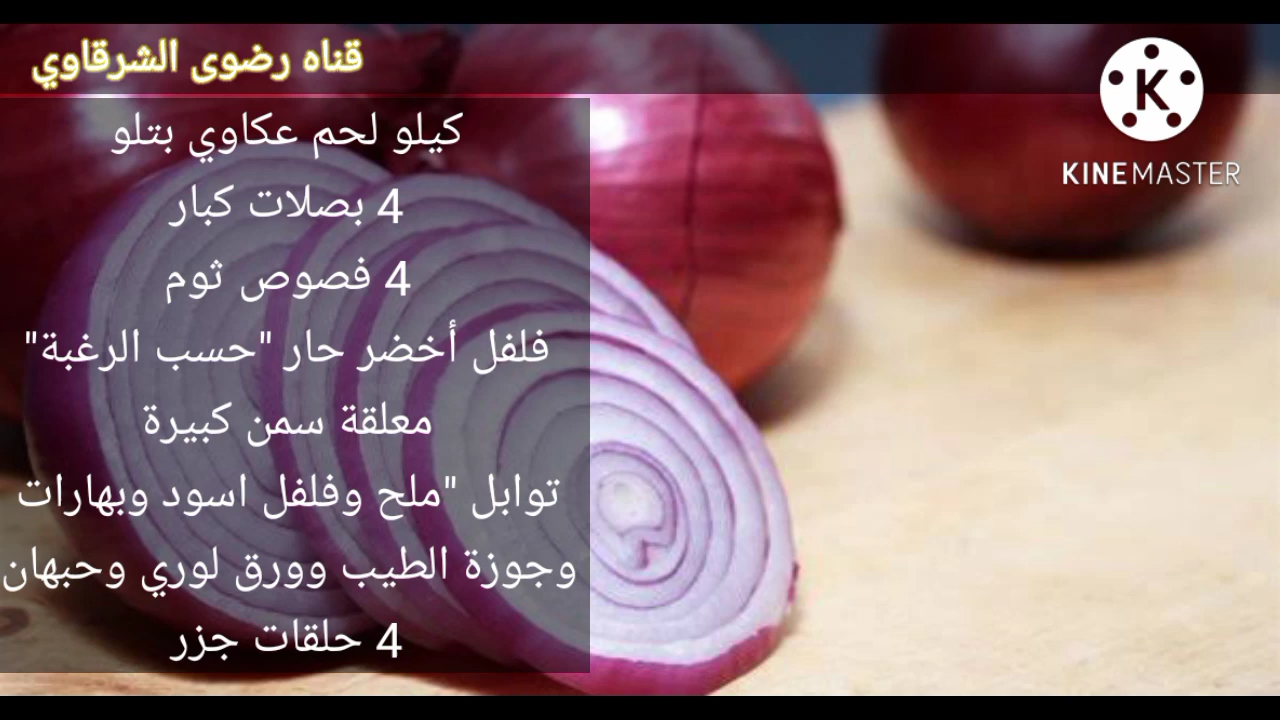 قناه رضوى الشرقاوي
KINEMASTER
كيلو لحم عكاوي بتلو
4 بصلات كبار
4 فصوص ثوم
فلفل أخضر حار "حسب الرغبة"
معلقة سمن كبيرة
توابل "ملح وفلفل اسود وبهارات
وجوزة الطيب وورق لوري وحبهان
4 حلقات جزر